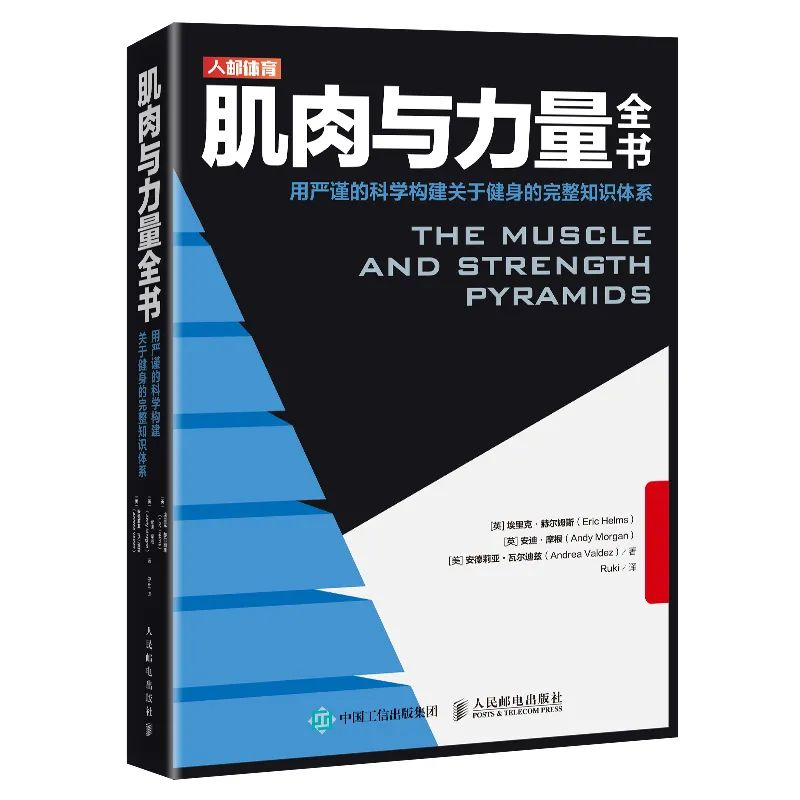 人邮体育
肌肉与力量全书
用严谨的科学构建关于健身的完整知识体系
THE MUSCLE
AND STRENGTH
PYRAMIDS
[英] 埃里克·赫尔姆斯（Eric Helms）
[英] 安迪·摩根（Andy Morgan）
[美] 安德莉亚·瓦尔迪兹（Andrea Valdez）/ 著
Ruki / 译
中国工信出版集团
人民邮电出版社
POSTS & TELECOM PRESS
肌肉与力量全书
用严谨的科学构建
关于健身的完整知识体系
人民邮电出版社